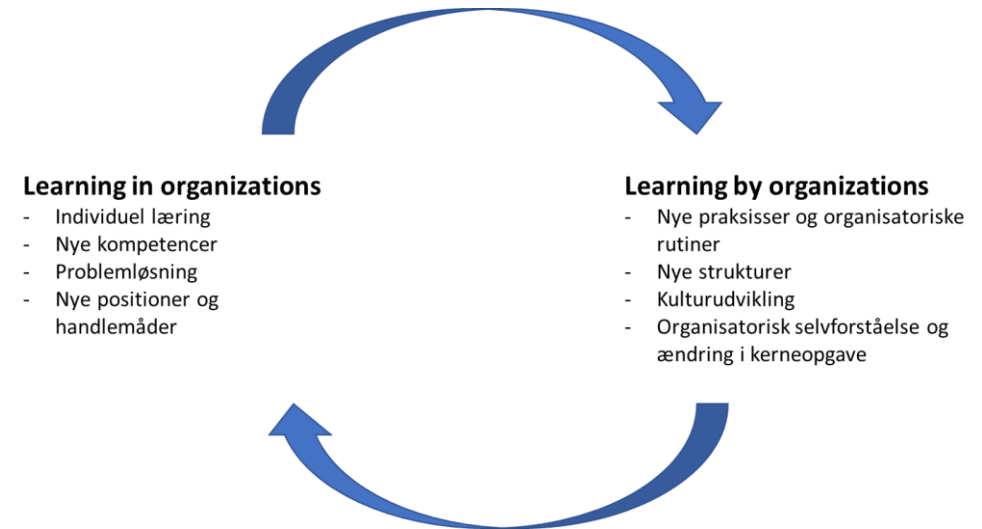 Learning in organizations
- Individuel læring
- Nye kompetencer
- Problemløsning
- Nye positioner og
handlemåder
Learning by organizations
- Nye praksisser og organisatoriske
rutiner
- Nye strukturer
- Kulturudvikling
- Organisatorisk selvforståelse og
ændring i kerneopgave